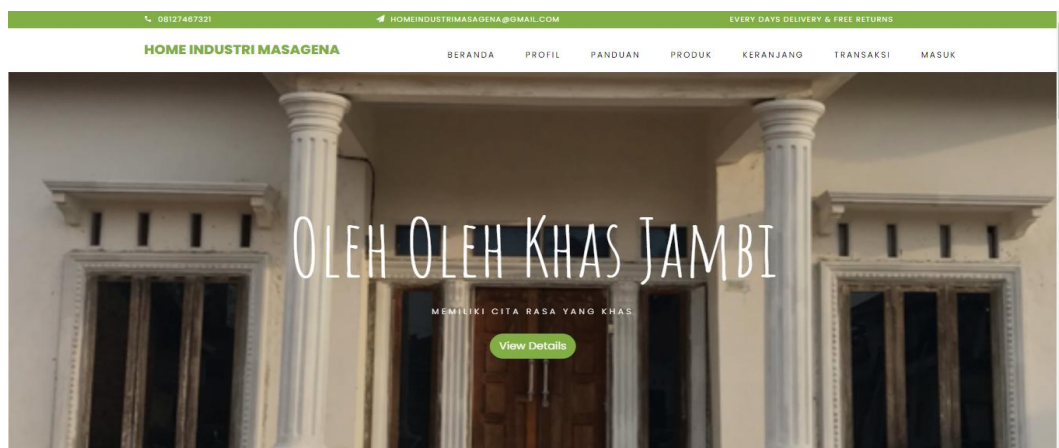 08127467321
HOMEINDUSTRIMASAGENA@GMAIL.COM
EVERY DAYS DELIVERY & FREE RETURNS
HOME INDUSTRI MASAGENA
BERANDA PROFIL PANDUAN PRODUK KERANJANG TRANSAKSI MASUK
OLEH OLEH KHAS JAMBI
MEMILIKI CITA RASA YANG KHAS
View Details